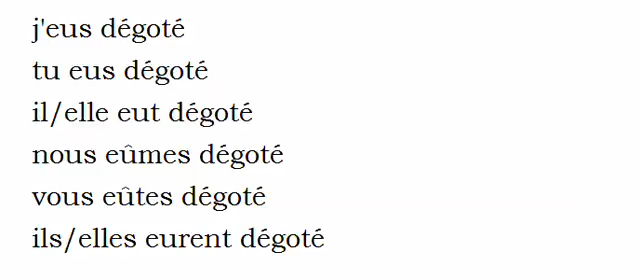 j'eus dégoté
tu eus dégoté
il/elle eut dégoté
nous eûmes dégoté
vous eûtes dégoté
ils/elles eurent dégoté